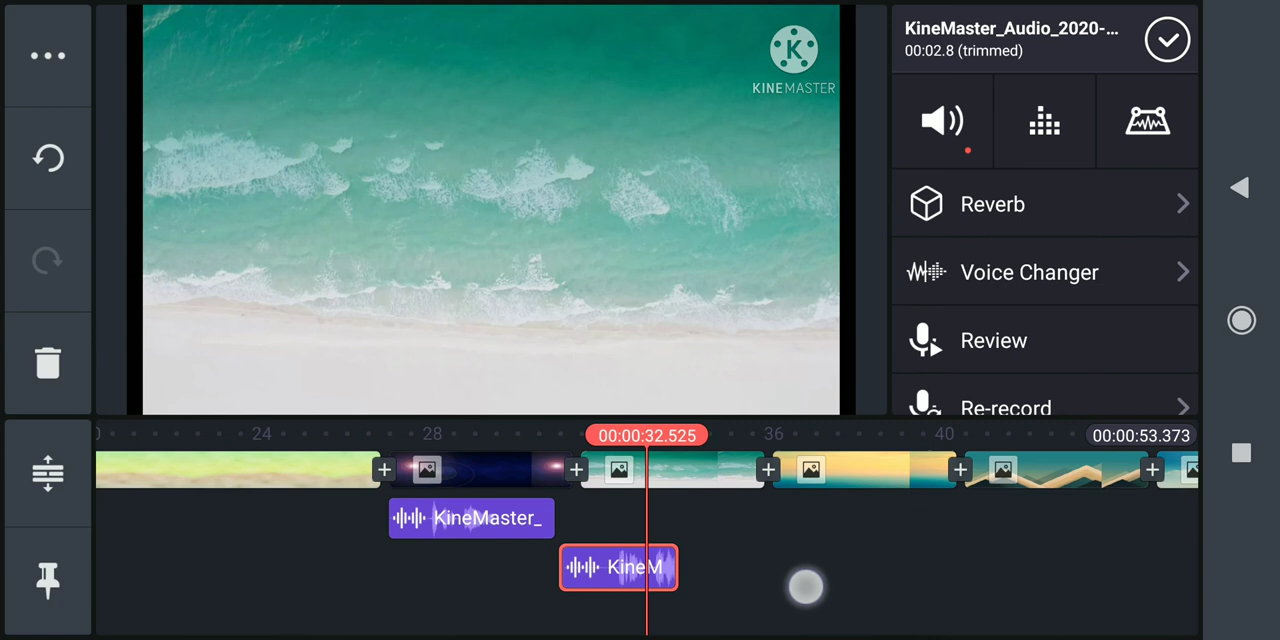 KINEMASTER
KineMaster_Audio_2020-...
00:02.8 (trimmed)
Reverb
Voice Changer
Review
Re-record
24
28
00:00:32.525
36
40
00:00:53.373
KineMaster_
KineM